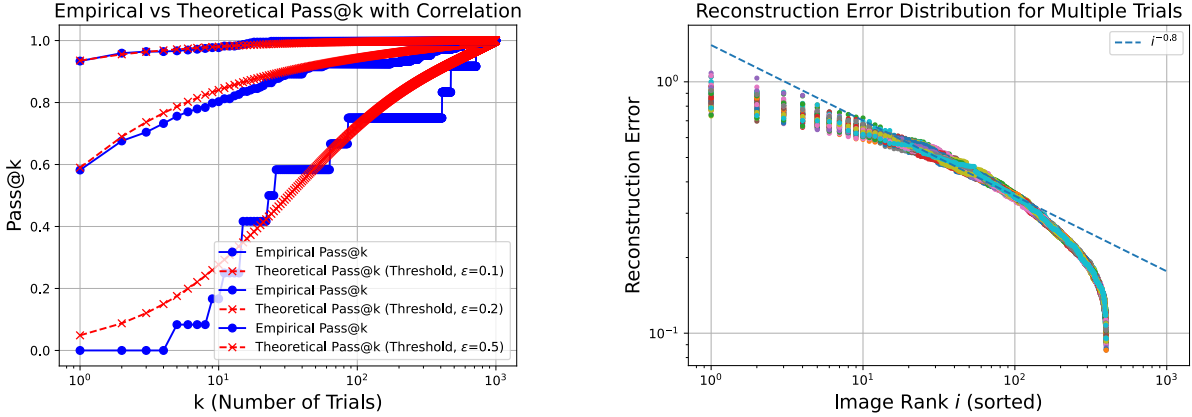 Empirical vs Theoretical Pass@k with Correlation
Pass@k
1.0
0.8
0.6
0.4
0.2
0.0
Empirical Pass@k
Theoretical Pass@k (Threshold, ε=0.1)
Empirical Pass@k
Theoretical Pass@k (Threshold, ε=0.2)
Empirical Pass@k
Theoretical Pass@k (Threshold, ε=0.5)
10⁰
10¹
10²
10³
k (Number of Trials)
Reconstruction Error Distribution for Multiple Trials
Reconstruction Error
10⁰
10⁻¹
i⁻⁰·⁸
10⁰
10¹
10²
10³
Image Rank i (sorted)